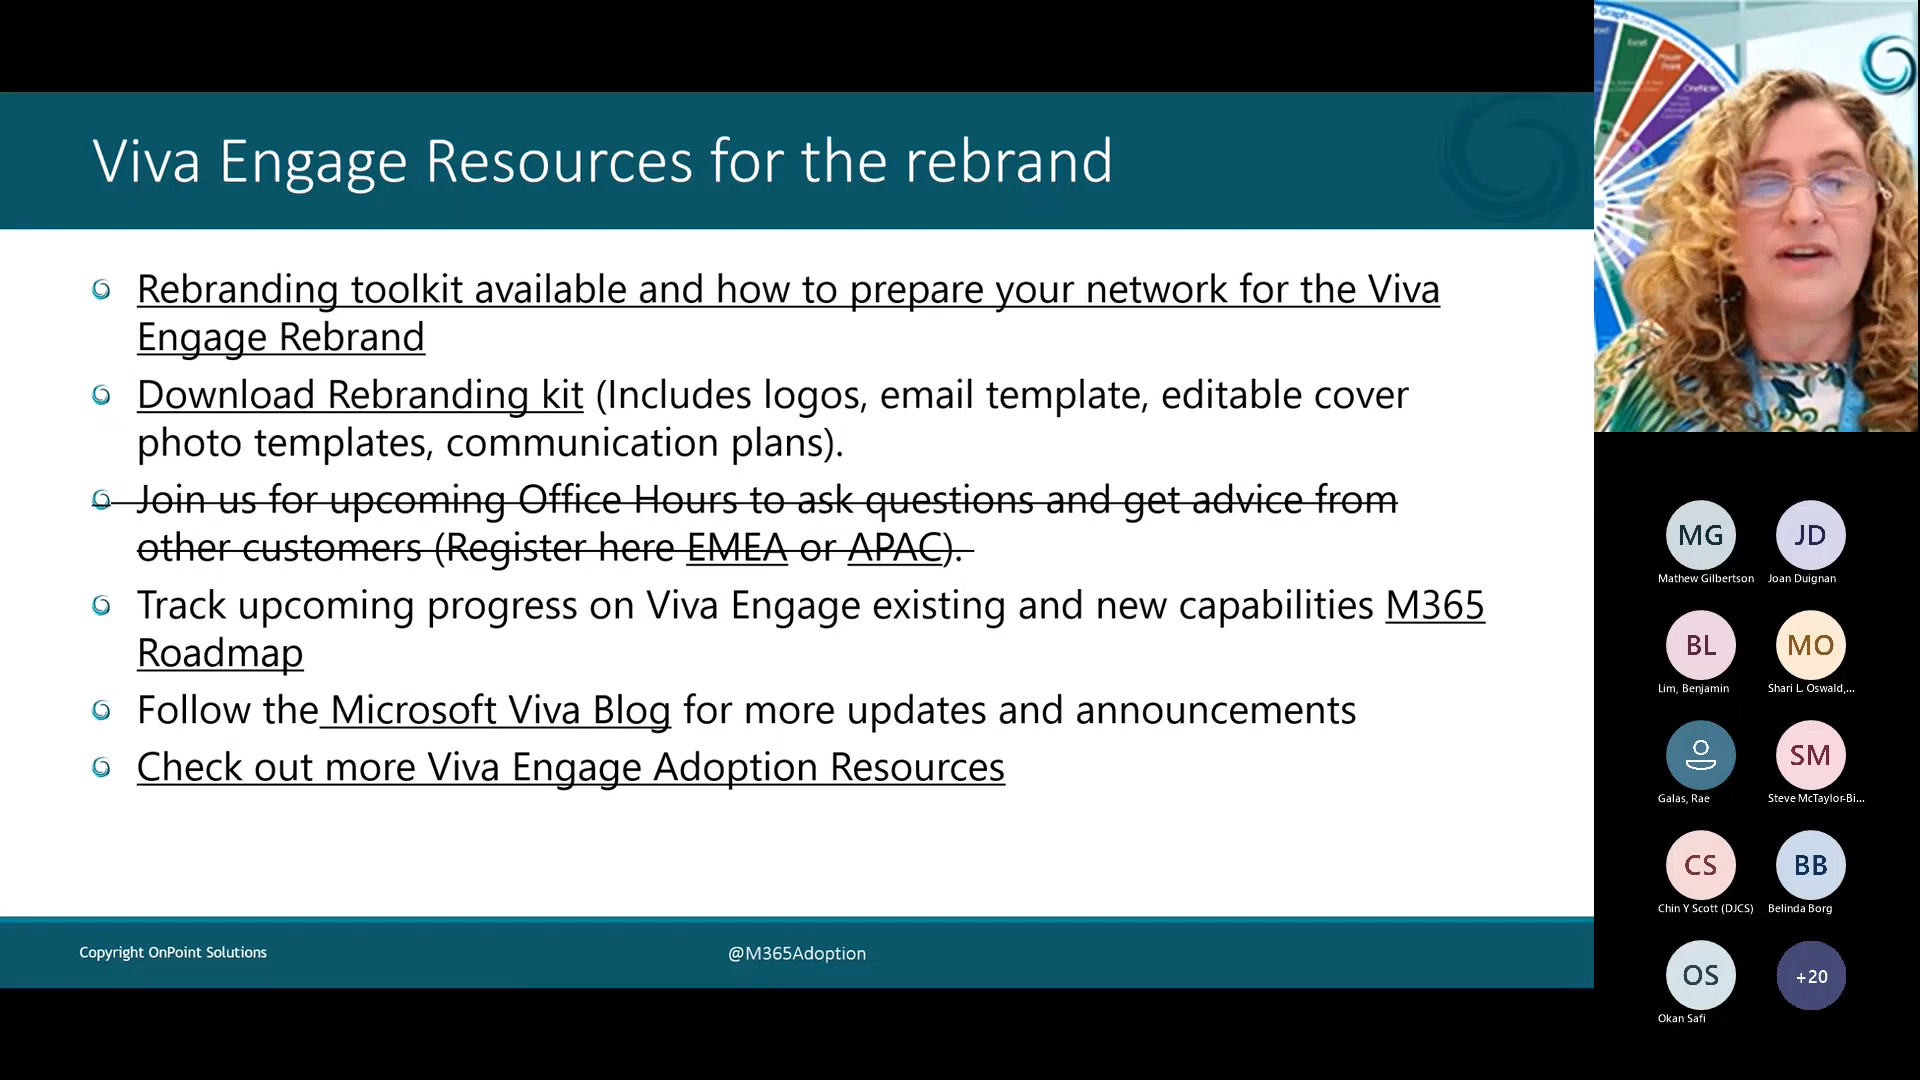 Viva Engage Resources for the rebrand
Rebranding toolkit available and how to prepare your network for the Viva
Engage Rebrand
Download Rebranding kit (Includes logos, email template, editable cover
photo templates, communication plans).
Join us for upcoming Office Hours to ask questions and get advice from
other customers (Register here EMEA or APAC).
Track upcoming progress on Viva Engage existing and new capabilities M365
Roadmap
Follow the Microsoft Viva Blog for more updates and announcements
Check out more Viva Engage Adoption Resources
Copyright OnPoint Solutions
@M365Adoption
Graph
Excel
Power-
Point
OneNote
MG
JD
Mathew Gilbertson
Joan Duignan
BL
MO
Lim, Benjamin
Shari L. Oswald,...
SM
Galas, Rae
Steve McTaylor-Bi...
CS
BB
Chin Y Scott (DJCS)
Belinda Borg
OS
+20
Okan Safi